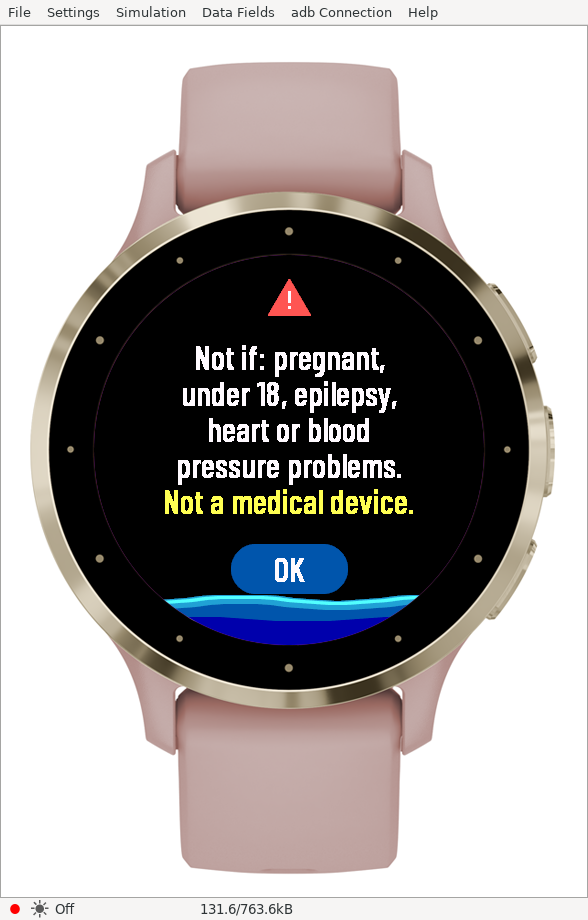 File Settings Simulation Data Fields adb Connection Help
!
Not if: pregnant,
under 18, epilepsy,
heart or blood
pressure problems.
Not a medical device.
OK
Off 131.6/763.6kB